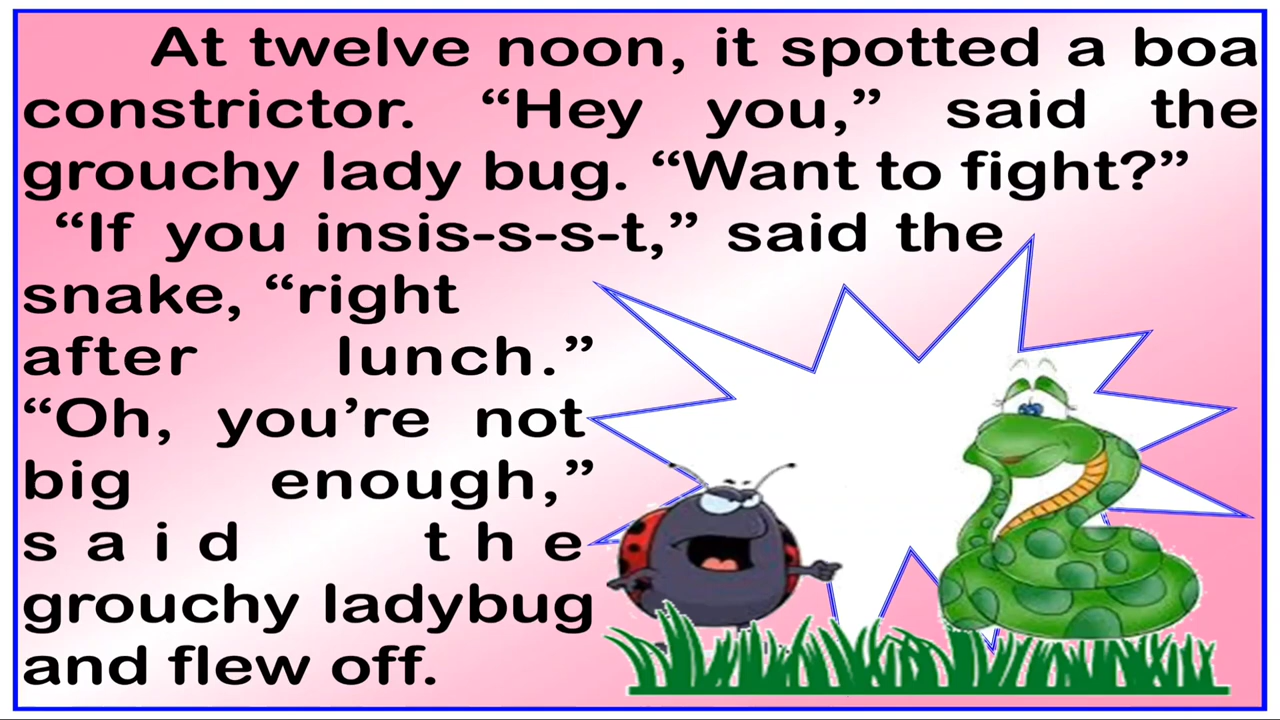 At twelve noon, it spotted a boa
constrictor. “Hey you,” said the
grouchy lady bug. “Want to fight?”
“If you insis-s-s-t,” said the
snake, “right
after lunch.”
“Oh, you’re not
big enough,”
said the
grouchy ladybug
and flew off.